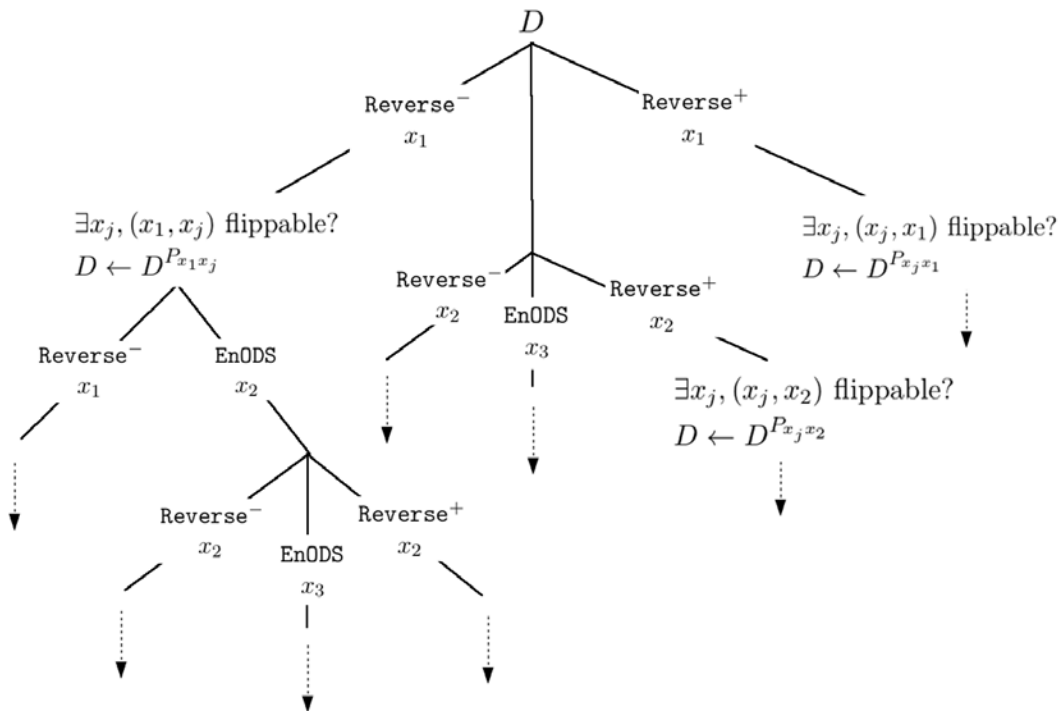 D
Reverse⁻
x₁
Reverse⁺
x₁
∃xⱼ, (x₁, xⱼ) flippable?
D ← D^{P_{x₁xⱼ}}
∃xⱼ, (xⱼ, x₁) flippable?
D ← D^{P_{xⱼx₁}}
Reverse⁻
x₂
EnODS
x₃
Reverse⁺
x₂
Reverse⁻
x₁
EnODS
x₂
∃xⱼ, (xⱼ, x₂) flippable?
D ← D^{P_{xⱼx₂}}
Reverse⁻
x₂
EnODS
x₃
Reverse⁺
x₂